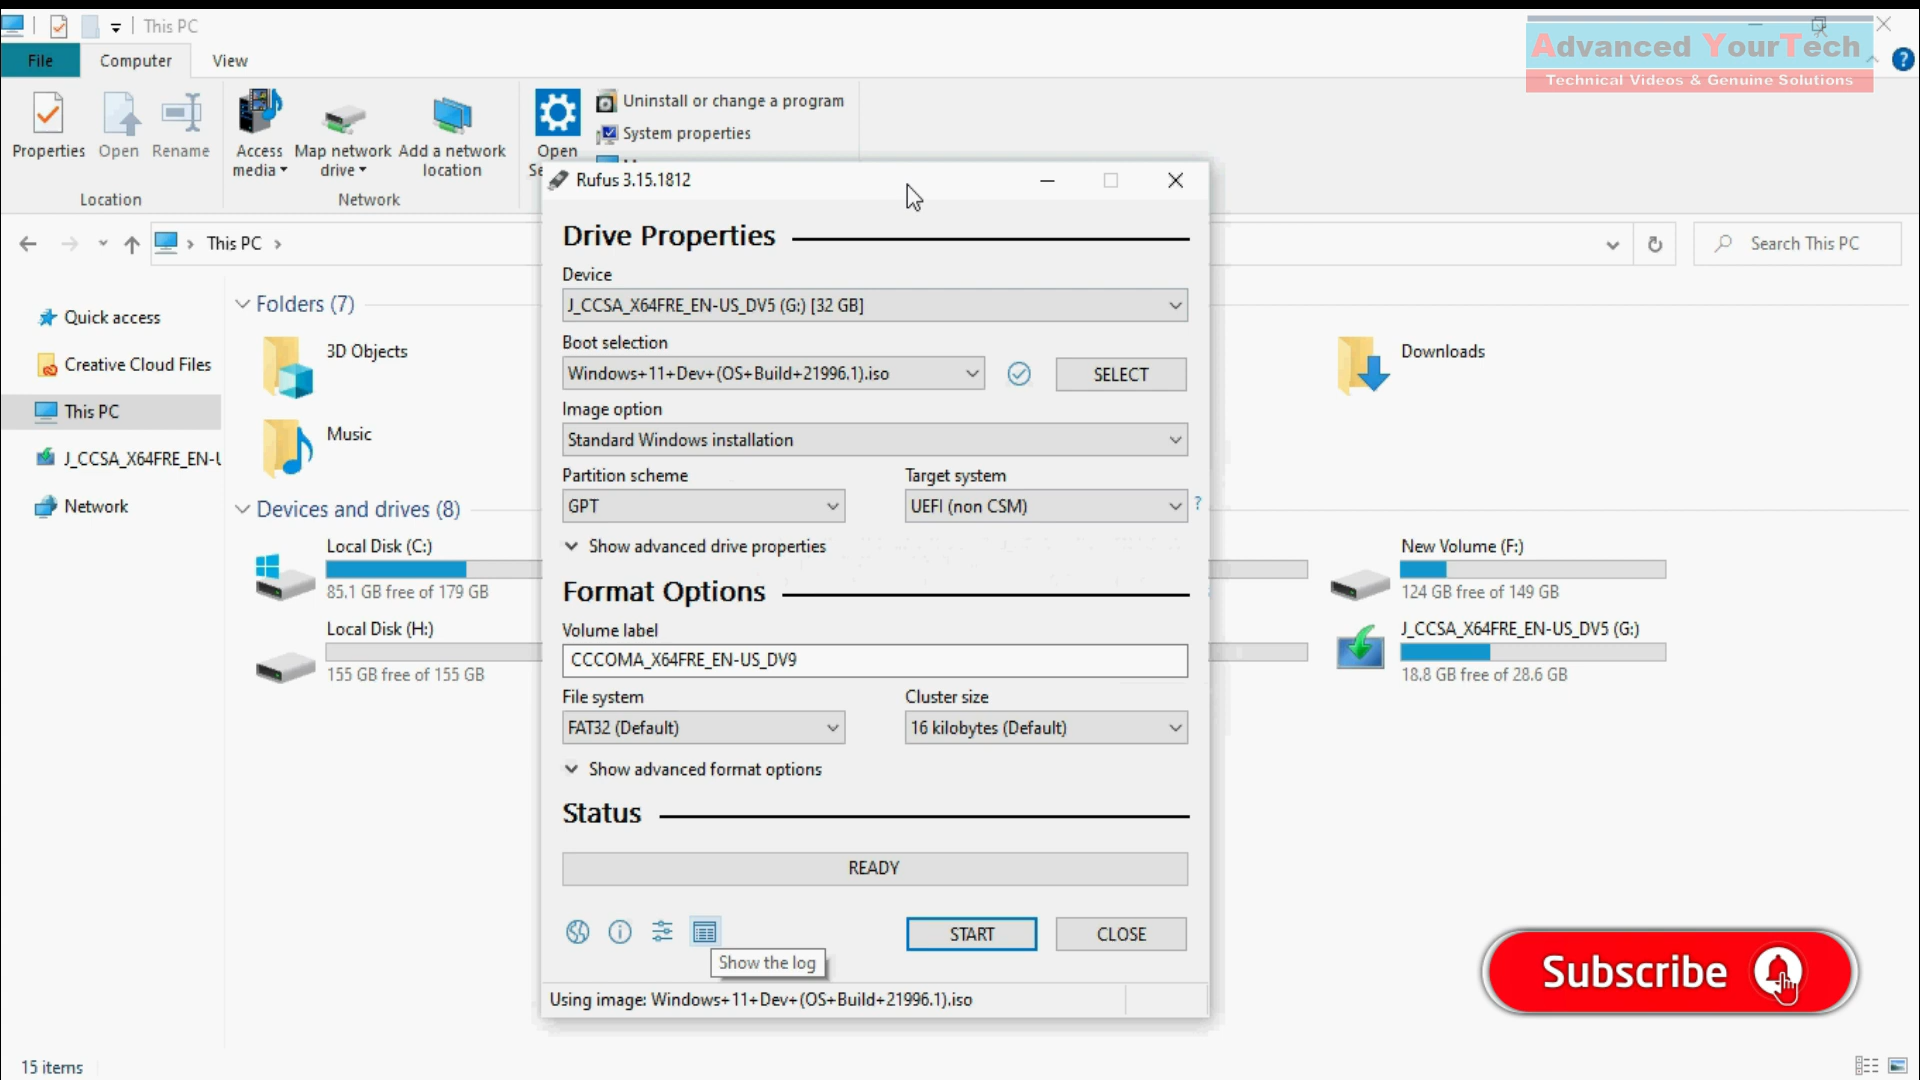 This PC
File
Computer
View
Advanced YourTech
Technical Videos & Genuine Solutions
Properties
Open
Rename
Access
media
Map network
drive
Add a network
location
Open
Uninstall or change a program
System properties
Location
Network
This PC
Search This PC
Quick access
Creative Cloud Files
This PC
J_CCSA_X64FRE_EN-U
Network
Folders (7)
3D Objects
Music
Downloads
Devices and drives (8)
Local Disk (C:)
85.1 GB free of 179 GB
Local Disk (H:)
155 GB free of 155 GB
New Volume (F:)
124 GB free of 149 GB
J_CCSA_X64FRE_EN-US_DV5 (G:)
18.8 GB free of 28.6 GB
Rufus 3.15.1812
Drive Properties
Device
J_CCSA_X64FRE_EN-US_DV5 (G:) [32 GB]
Boot selection
Windows+11+Dev+(OS+Build+21996.1).iso
SELECT
Image option
Standard Windows installation
Partition scheme
Target system
GPT
UEFI (non CSM)
?
Show advanced drive properties
Format Options
Volume label
CCCOMA_X64FRE_EN-US_DV9
File system
Cluster size
FAT32 (Default)
16 kilobytes (Default)
Show advanced format options
Status
READY
START
CLOSE
Show the log
Using image: Windows+11+Dev+(OS+Build+21996.1).iso
Subscribe
15 items